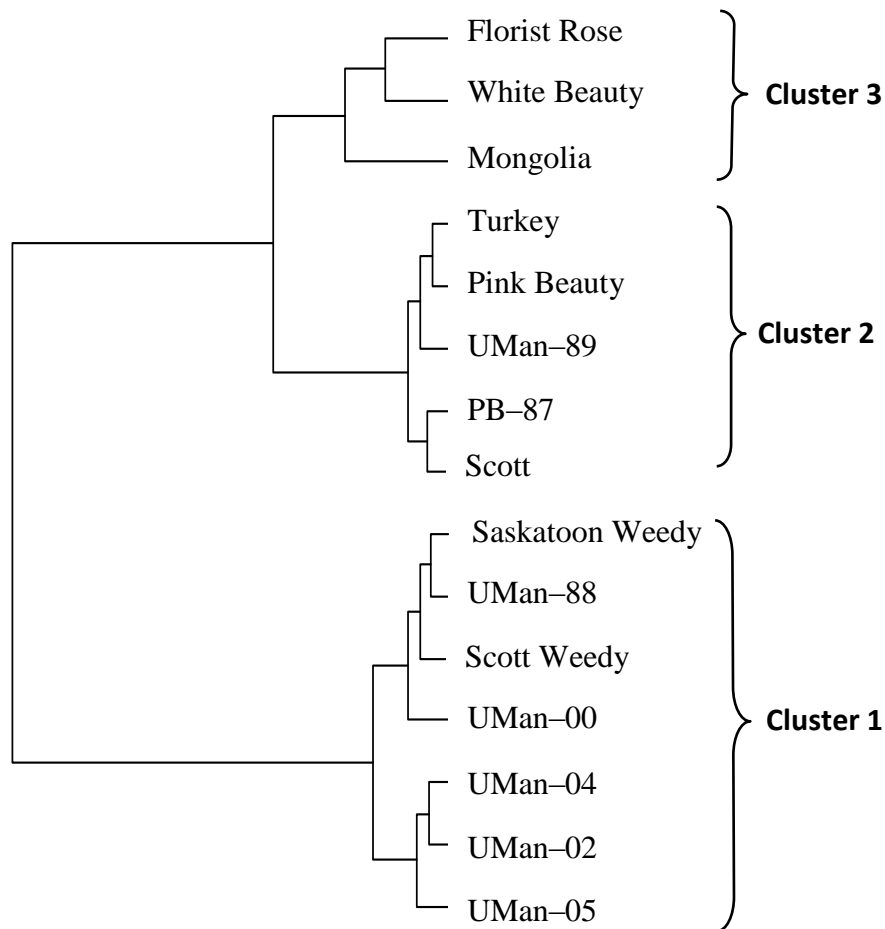 Florist Rose
White Beauty
Mongolia
Cluster 3
Turkey
Pink Beauty
UMan–89
PB–87
Scott
Cluster 2
Saskatoon Weedy
UMan–88
Scott Weedy
UMan–00
UMan–04
UMan–02
UMan–05
Cluster 1